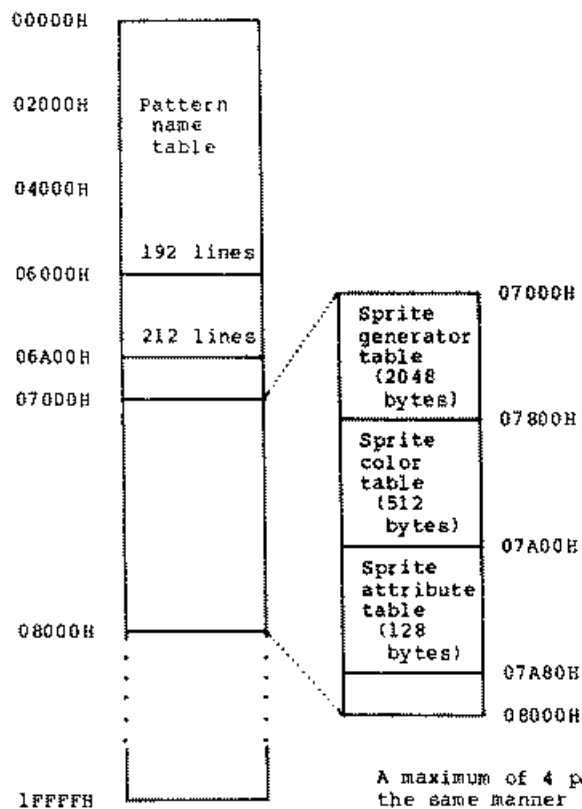 00000H
02000H
Pattern
name
table
04000H
192 lines
06000H
212 lines
06A00H
07000H
08000H
1FFFFH
07000H
Sprite
generator
table
(2048
bytes)
07800H
Sprite
color
table
(512
bytes)
07A00H
Sprite
attribute
table
(128
bytes)
07A80H
08000H
A maximum of 4
the same manner